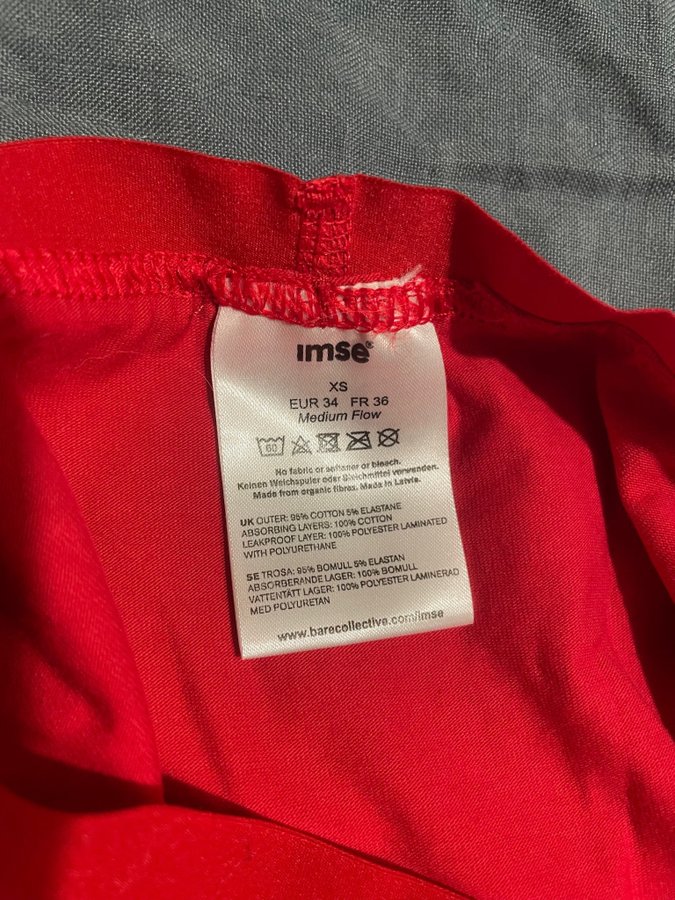 ımse®
XS
EUR 34 FR 36
Medium Flow
60
No fabric or softener or bleach.
Keinen Weichspuler oder Bleichmittel verwenden.
Made from organic fibres. Made in Latvia.
UK OUTER: 95% COTTON 5% ELASTANE
ABSORBING LAYERS: 100% COTTON
LEAKPROOF LAYER: 100% POLYESTER LAMINATED
WITH POLYURETHANE
SE TROSA: 95% BOMULL 5% ELASTAN
ABSORBERANDE LAGER: 100% BOMULL
VATTENTÄTT LAGER: 100% POLYESTER LAMINERAD
MED POLYURETAN
www.barecollective.com/imse